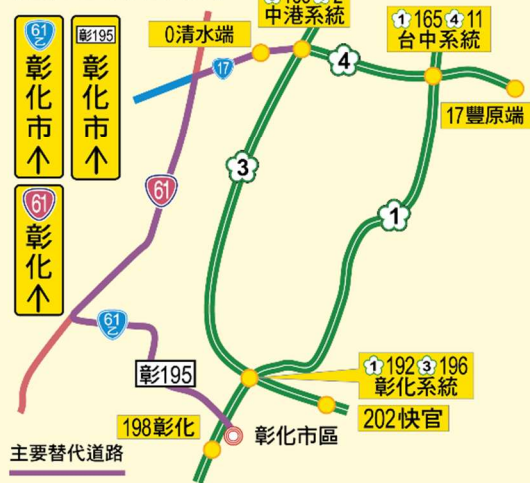 61乙
彰化市
彰195
彰化市
61
彰化
0清水端
中港系統
1 165 4 11
台中系統
17
4
17豐原端
3
61
1
61乙
彰195
1 192 3 196
彰化系統
198彰化
202快官
彰化市區
主要替代道路